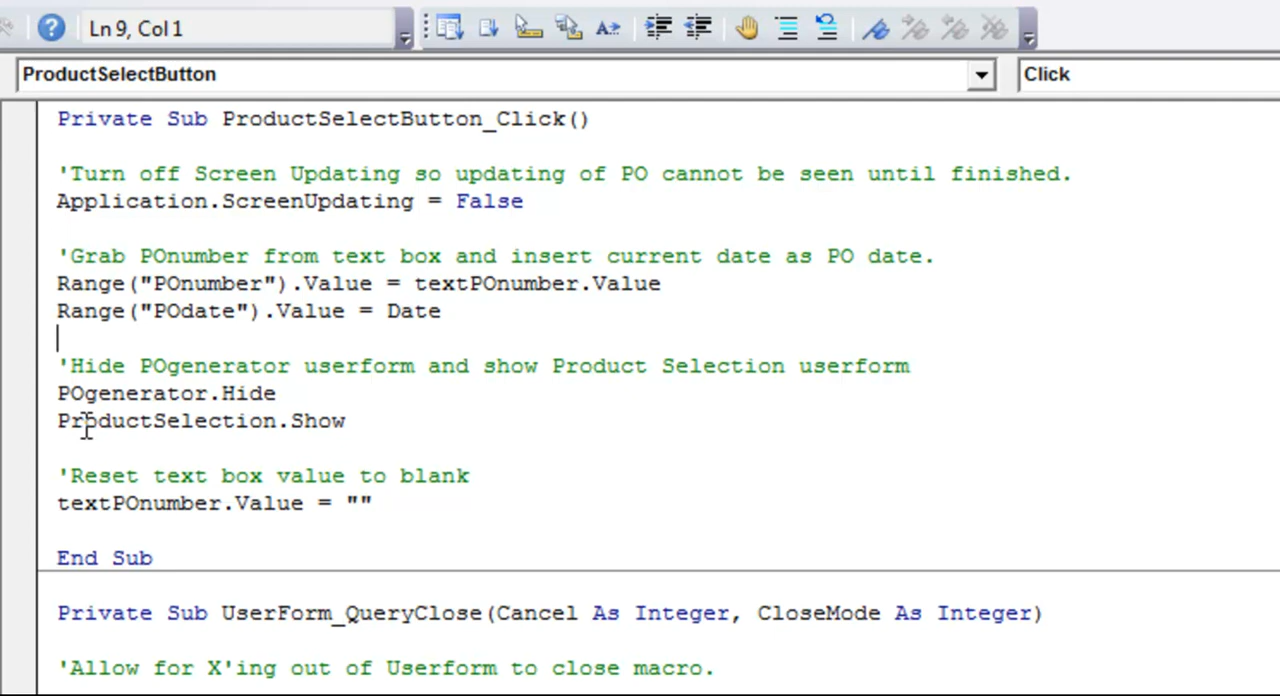 Ln 9, Col 1
ProductSelectButton
Click
Private Sub ProductSelectButton_Click()
'Turn off Screen Updating so updating of PO cannot be seen until finished.
Application.ScreenUpdating = False
'Grab POnumber from text box and insert current date as PO date.
Range("POnumber").Value = textPOnumber.Value
Range("POdate").Value = Date
'Hide POgenerator userform and show Product Selection userform
POgenerator.Hide
ProductSelection.Show
'Reset text box value to blank
textPOnumber.Value = ""
End Sub
Private Sub UserForm_QueryClose(Cancel As Integer, CloseMode As Integer)
'Allow for X'ing out of Userform to close macro.